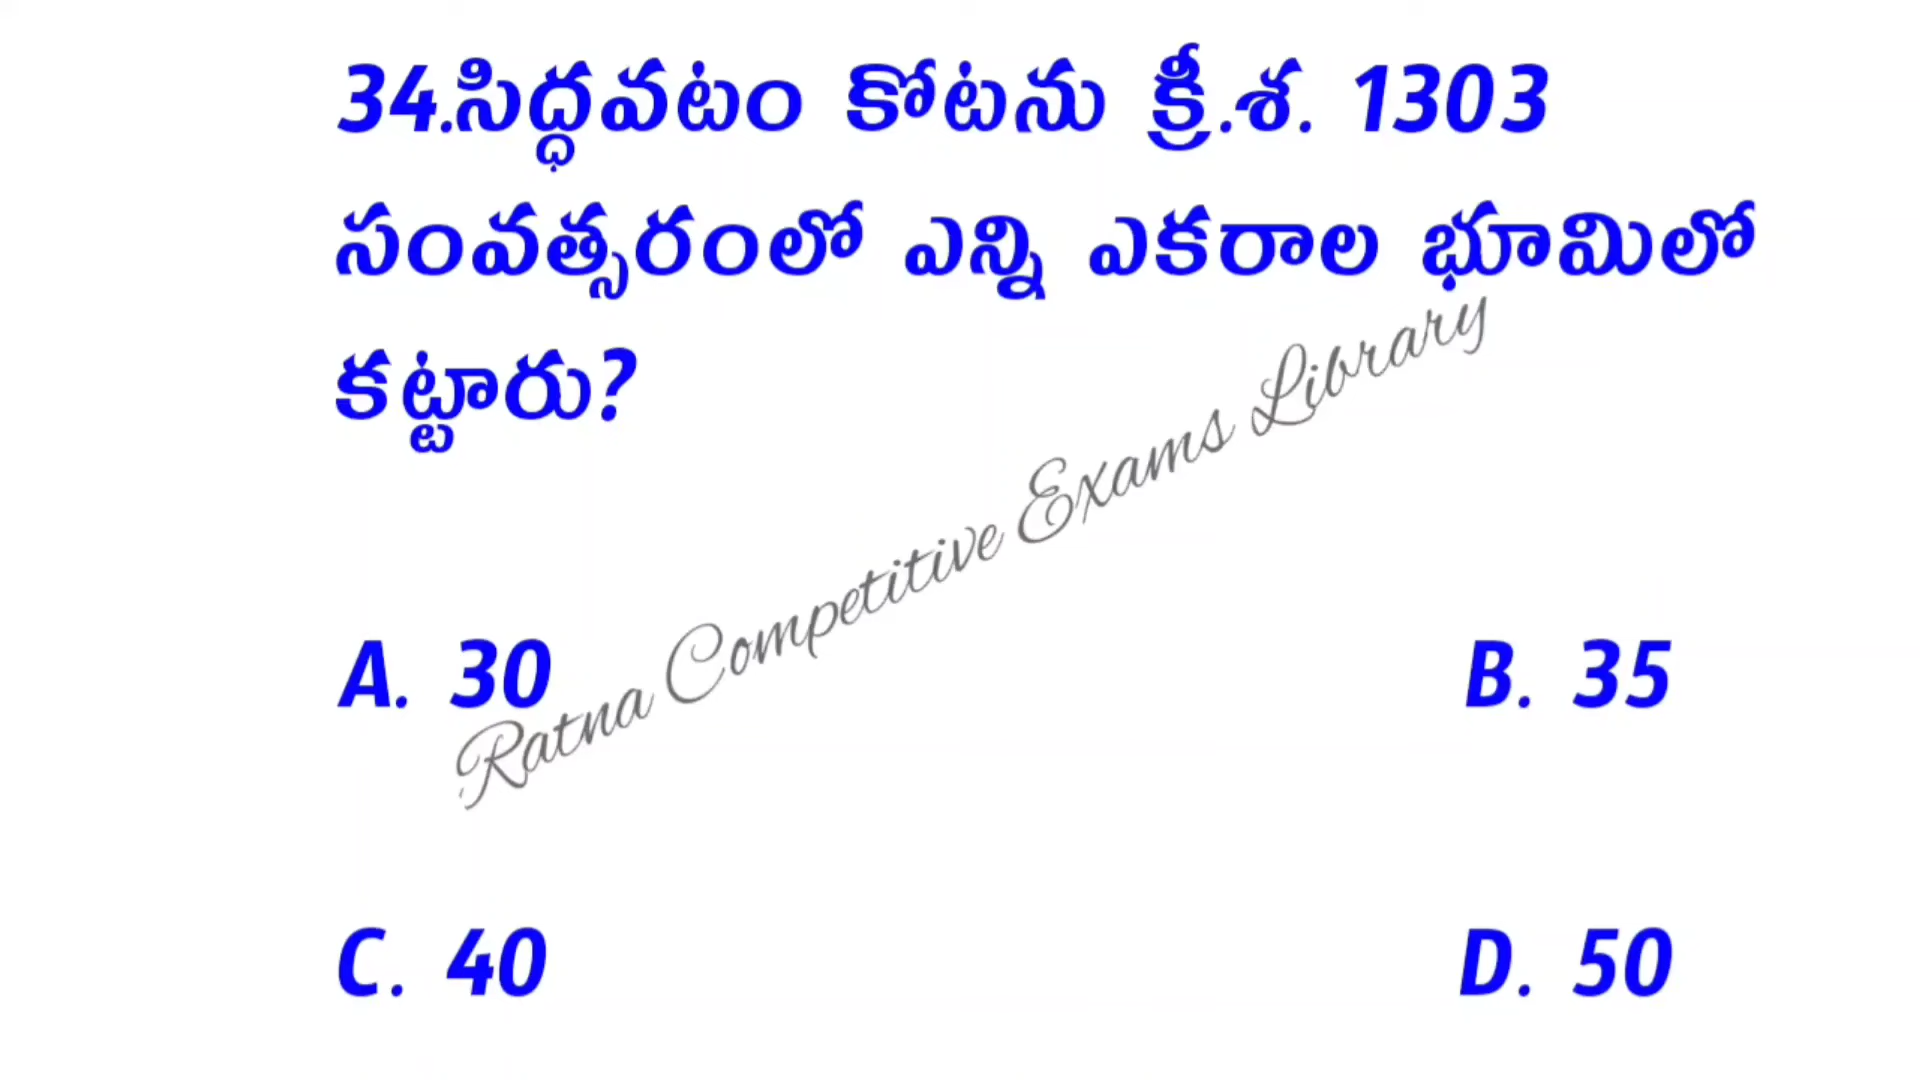 34.సిద్ధవటం కోటను క్రీ.శ. 1303
సంవత్సరంలో ఎన్ని ఎకరాల భూమిలో
కట్టారు?
Ratna Competitive Exams Library
A. 30 B. 35
C. 40 D. 50